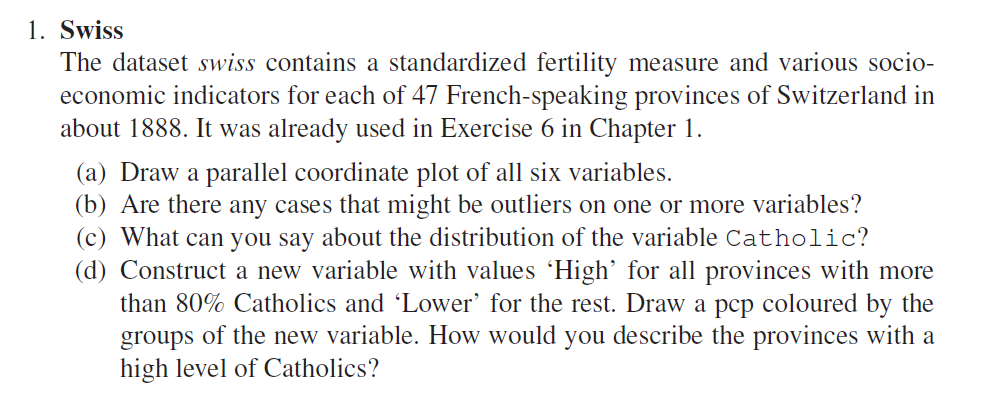 1. Swiss
The dataset swiss contains a standardized fertility measure and various socio-
economic indicators for each of 47 French-speaking provinces of Switzerland in
about 1888. It was already used in Exercise 6 in Chapter 1.
(a) Draw a parallel coordinate plot of all six variables.
(b) Are there any cases that might be outliers on one or more variables?
(c) What can you say about the distribution of the variable Catholic?
(d) Construct a new variable with values ‘High’ for all provinces with more
than 80% Catholics and ‘Lower’ for the rest. Draw a pcp coloured by the
groups of the new variable. How would you describe the provinces with a
high level of Catholics?